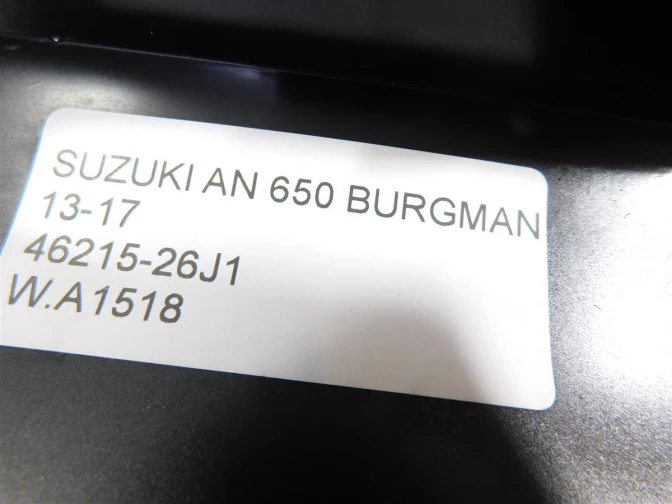 SUZUKI AN 650 BURGMAN
13-17
46215-26J1
W.A1518